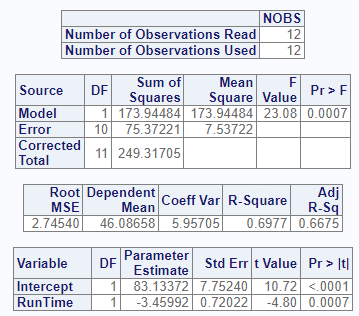 NOBS
Number of Observations Read 12
Number of Observations Used 12
Source DF Sum of Squares Mean Square F Value Pr > F
Model 1 173.94484 173.94484 23.08 0.0007
Error 10 75.37221 7.53722
Corrected Total 11 249.31705
Root MSE Dependent Mean Coeff Var R-Square Adj R-Sq
2.74540 46.08658 5.95705 0.6977 0.6675
Variable DF Parameter Estimate Std Err t Value Pr > |t|
Intercept 1 83.13372 7.75240 10.72 <.0001
RunTime 1 -3.45992 0.72022 -4.80 0.0007